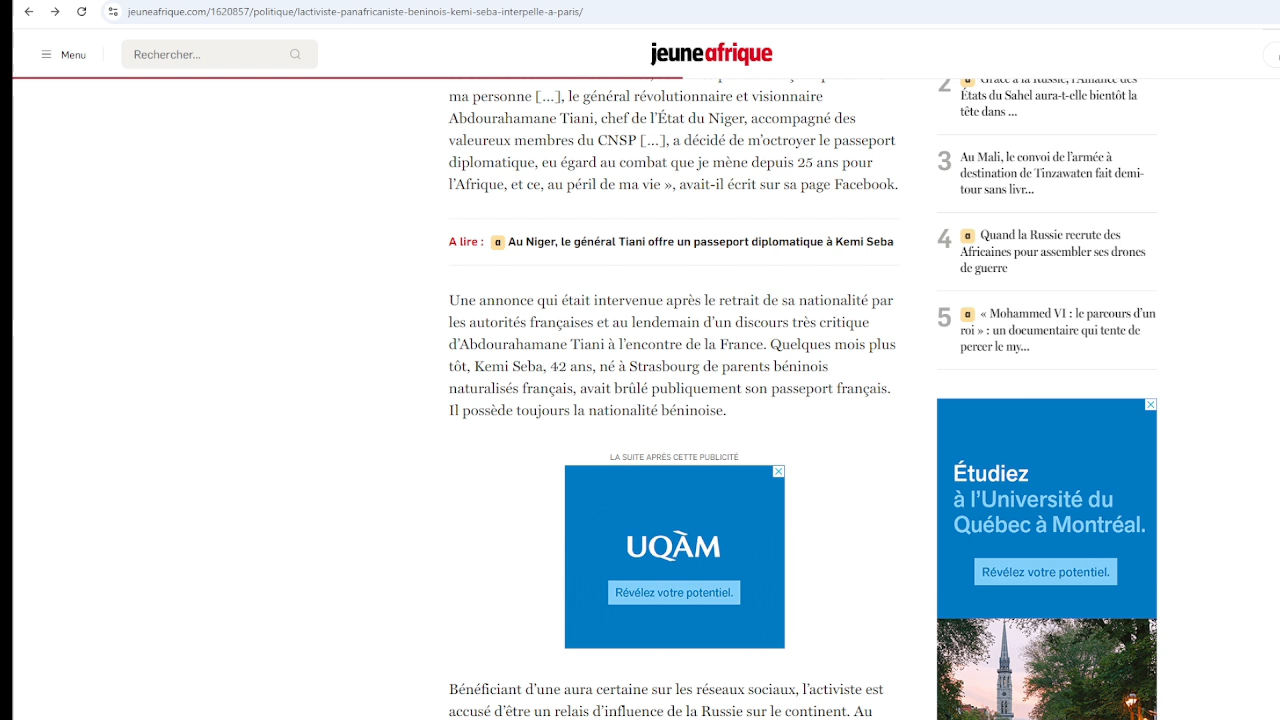 jeuneafrique.com/1620857/politique/lactiviste-panafricaniste-beninois-kemi-seba-interpelle-a-paris/
Menu
Rechercher...
jeuneafrique
ma personne [...], le général révolutionnaire et visionnaire
Abdourahamane Tiani, chef de l'État du Niger, accompagné des
valeureux membres du CNSP [...], a décidé de m'octroyer le passeport
diplomatique, eu égard au combat que je mène depuis 25 ans pour
l'Afrique, et ce, au péril de ma vie », avait-il écrit sur sa page Facebook.
A lire : a Au Niger, le général Tiani offre un passeport diplomatique à Kemi Seba
Une annonce qui était intervenue après le retrait de sa nationalité par
les autorités françaises et au lendemain d'un discours très critique
d'Abdourahamane Tiani à l'encontre de la France. Quelques mois plus
tôt, Kemi Seba, 42 ans, né à Strasbourg de parents béninois
naturalisés français, avait brûlé publiquement son passeport français.
Il possède toujours la nationalité béninoise.
LA SUITE APRÈS CETTE PUBLICITÉ
UQÀM
Révélez votre potentiel.
Bénéficiant d'une aura certaine sur les réseaux sociaux, l'activiste est
accusé d'être un relais d'influence de la Russie sur le continent. Au
2 a Grâce à la Russie, l'Alliance des
États du Sahel aura-t-elle bientôt la
tête dans ...
3 Au Mali, le convoi de l'armée à
destination de Tinzawaten fait demi-
tour sans livr...
4 a Quand la Russie recrute des
Africaines pour assembler ses drones
de guerre
5 a « Mohammed VI : le parcours d'un
roi » : un documentaire qui tente de
percer le my...
Étudiez
à l'Université du
Québec à Montréal.
Révélez votre potentiel.